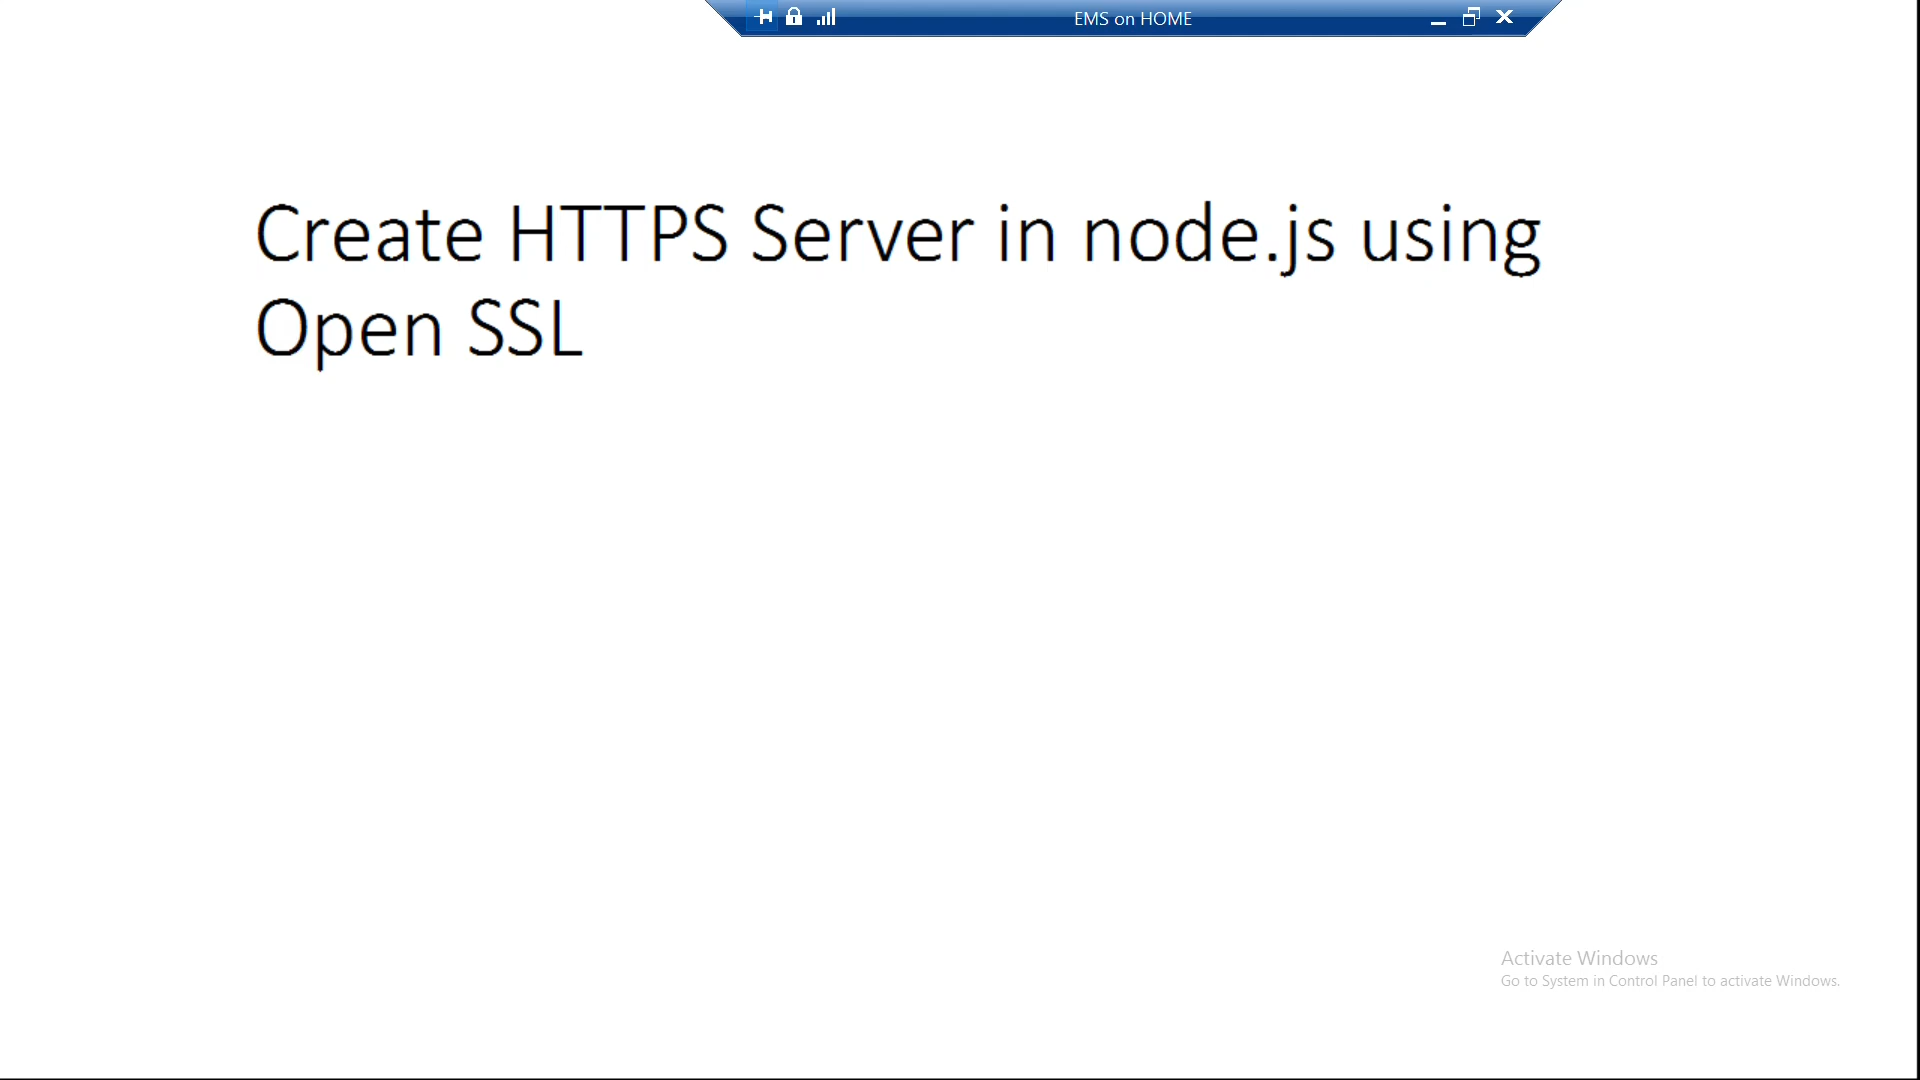 EMS on HOME
Create HTTPS Server in node.js using
Open SSL
Activate Windows
Go to System in Control Panel to activate Windows.